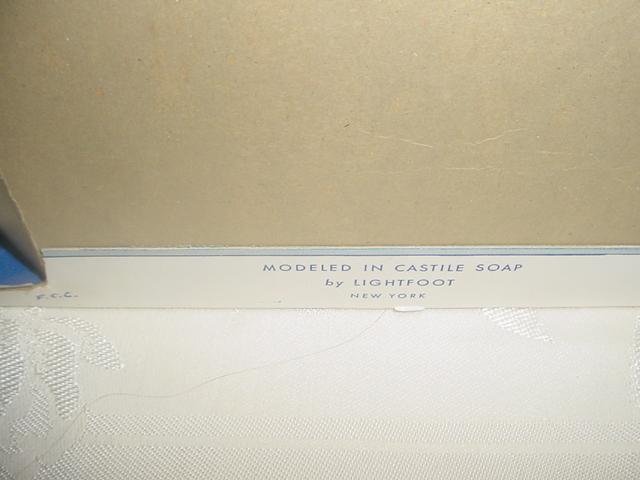 MODELED IN CASTILE SOAP
by LIGHTFOOT
NEW YORK